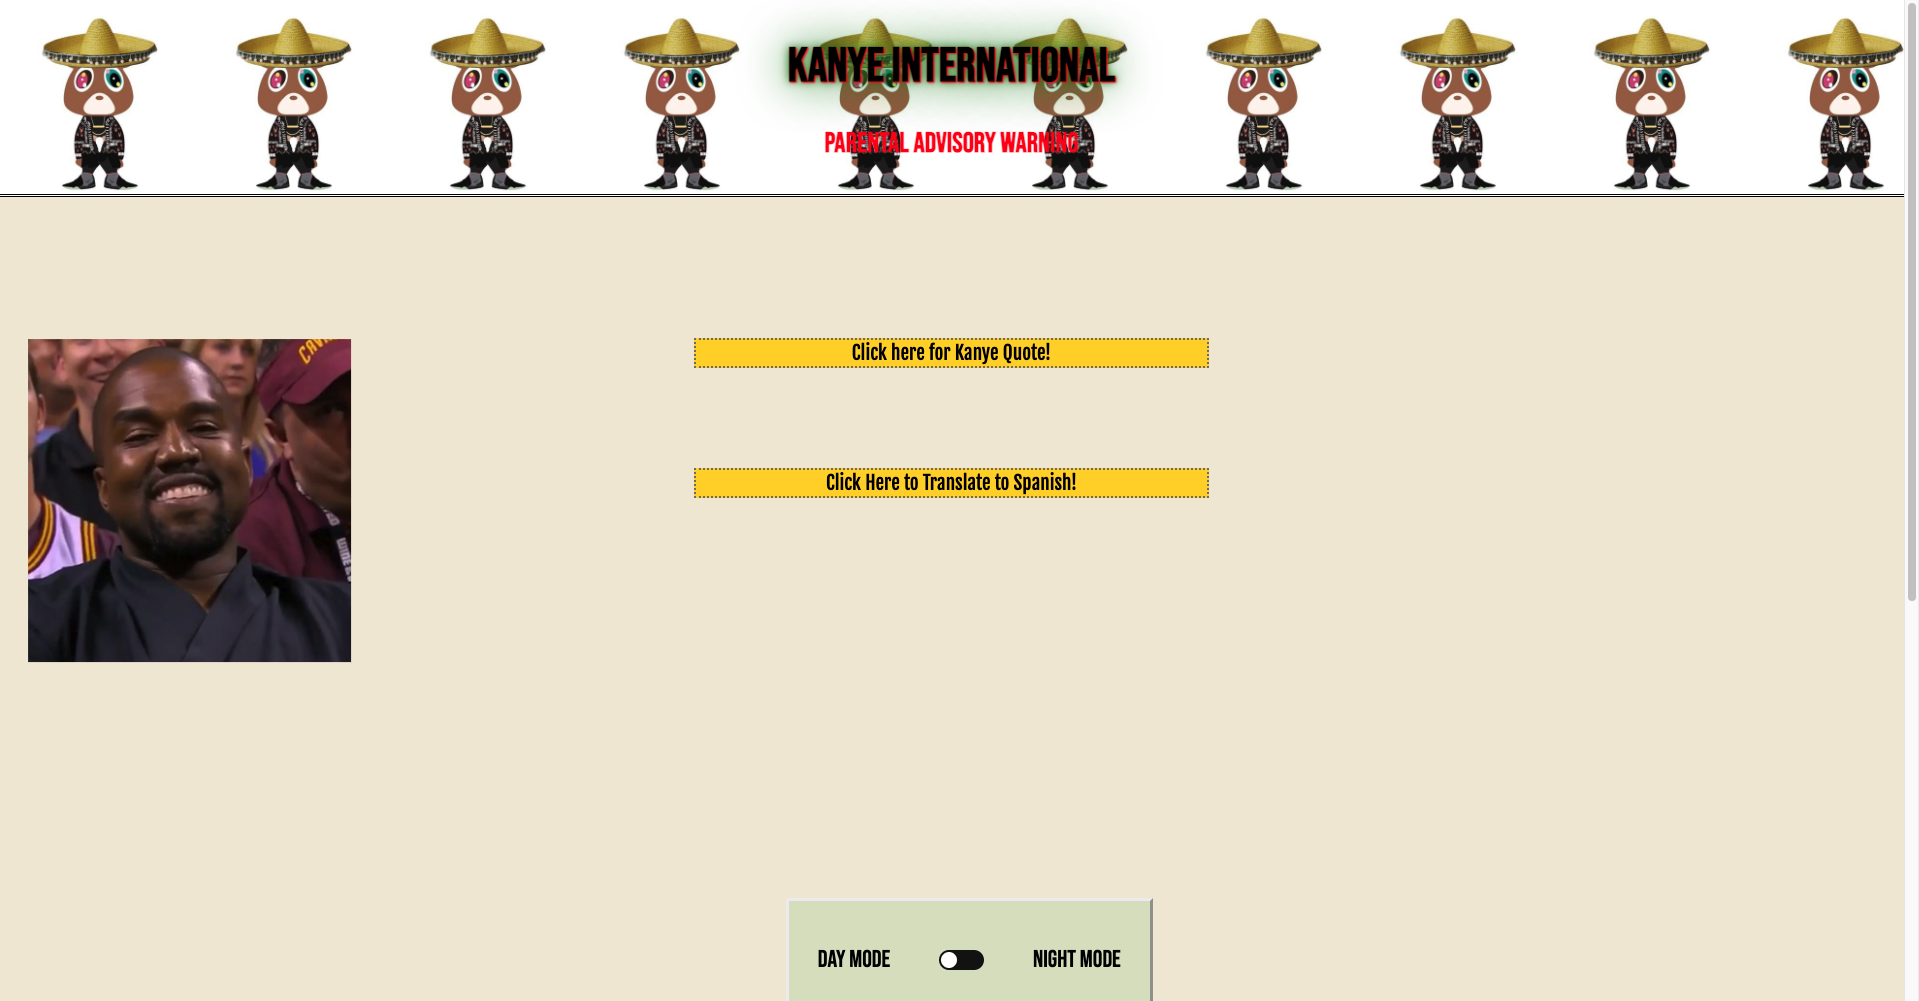 KANYE INTERNATIONAL
PARENTAL ADVISORY WARNING
CAV
Click here for Kanye Quote!
Click Here to Translate to Spanish!
DAY MODE
NIGHT MODE